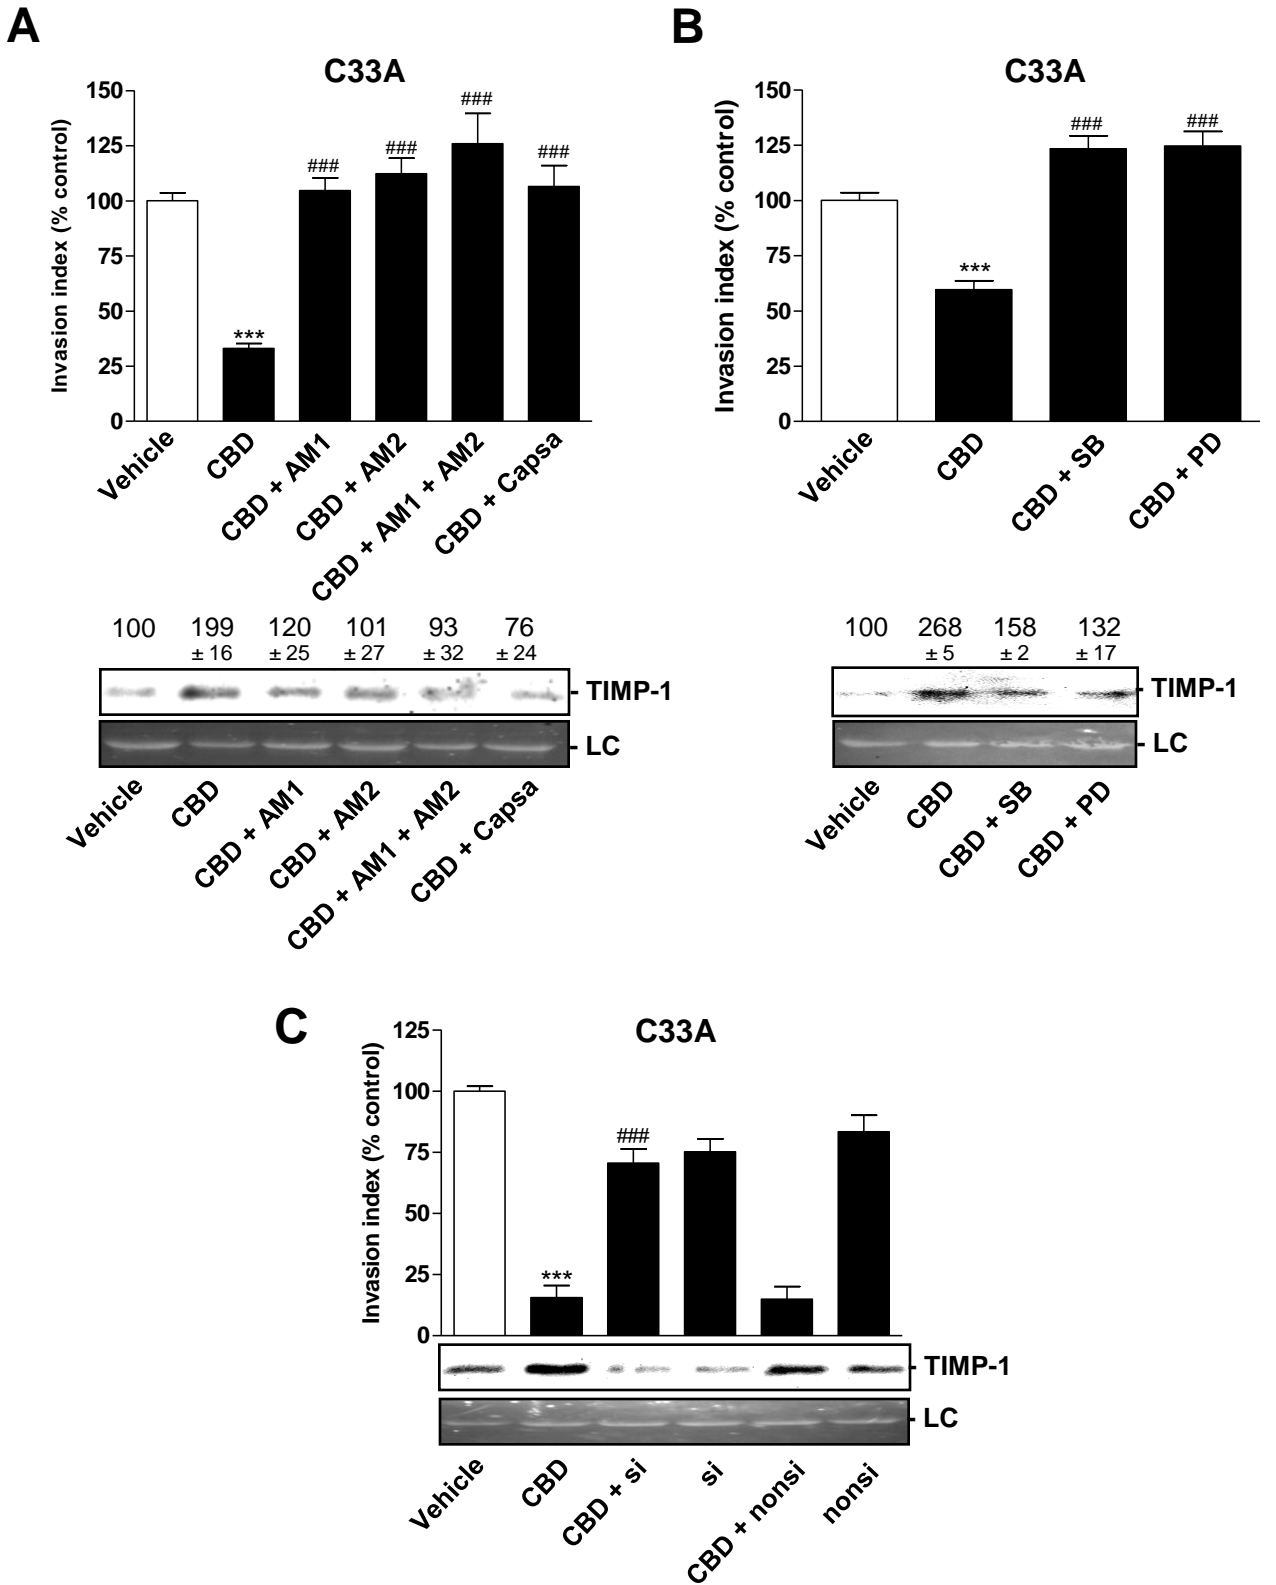 A
C33A
Invasion index (% control)
150
125
100
75
50
25
0
***
###
###
###
###
Vehicle
CBD
CBD + AM1
CBD + AM2
CBD + AM1 + AM2
CBD + Capsa
100 199 120 101 93 76
± 16 ± 25 ± 27 ± 32 ± 24
TIMP-1
LC
Vehicle
CBD
CBD + AM1
CBD + AM2
CBD + AM1 + AM2
CBD + Capsa
B
C33A
Invasion index (% control)
150
125
100
75
50
25
0
***
###
###
Vehicle
CBD
CBD + SB
CBD + PD
100 268 158 132
± 5 ± 2 ± 17
TIMP-1
LC
Vehicle
CBD
CBD + SB
CBD + PD
C
C33A
Invasion index (% control)
125
100
75
50
25
0
***
###
TIMP-1
LC
Vehicle
CBD
CBD + si
si
CBD + nonsi
nonsi